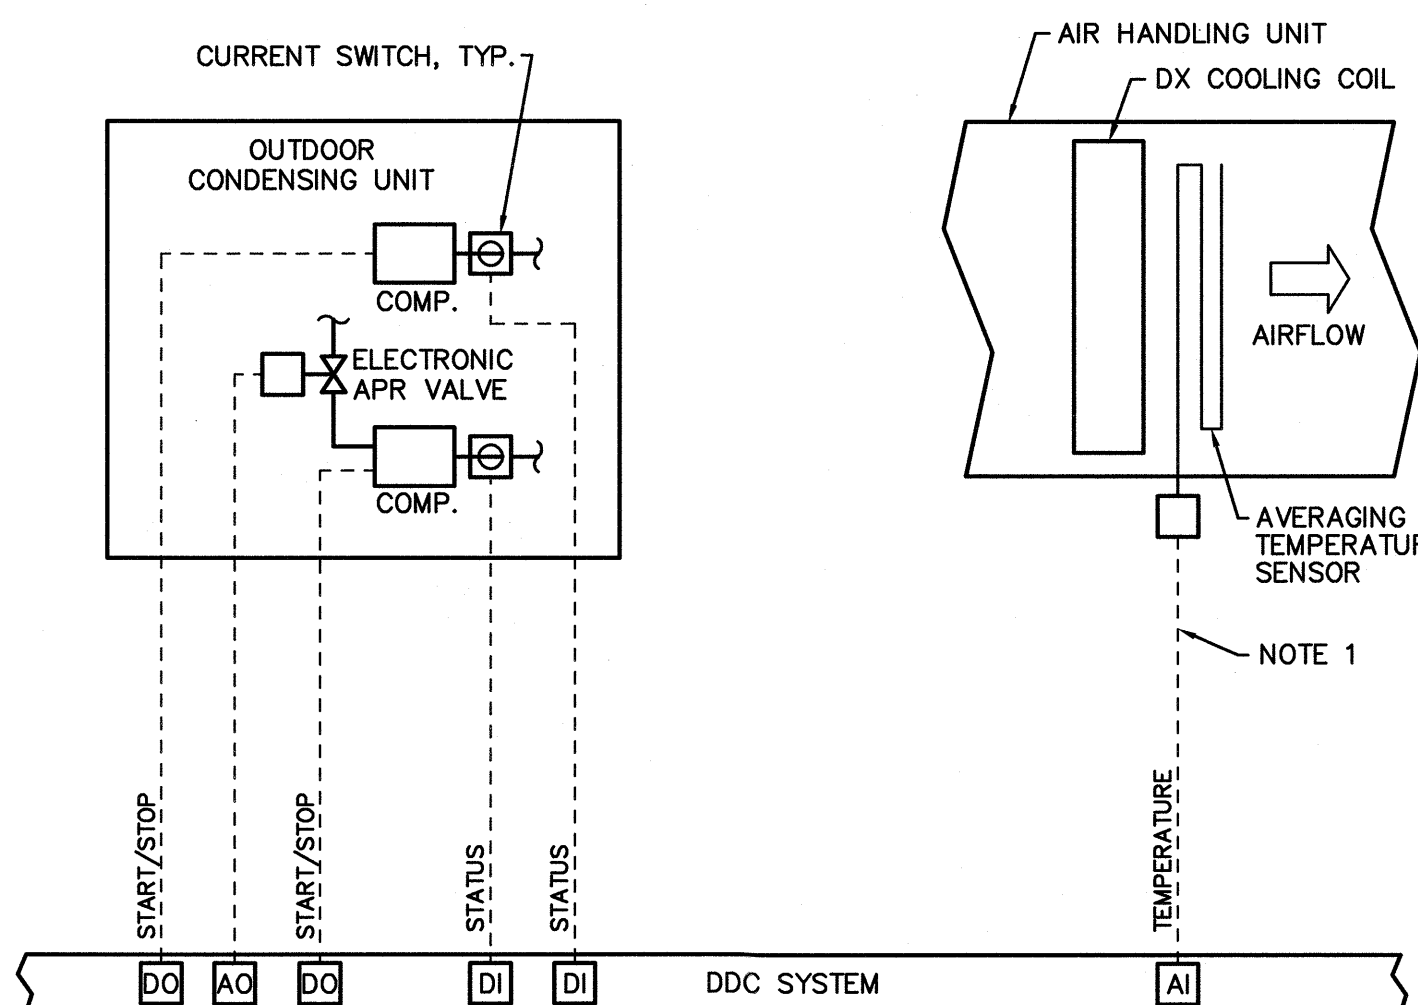 CURRENT SWITCH, TYP.
AIR HANDLING UNIT
DX COOLING COIL
OUTDOOR
CONDENSING UNIT
COMP.
ELECTRONIC
APR VALVE
COMP.
AIRFLOW
AVERAGING
TEMPERATUR
SENSOR
NOTE 1
START/STOP
START/STOP
STATUS
STATUS
TEMPERATURE
DO
AO
DO
DI
DI
DDC SYSTEM
AI